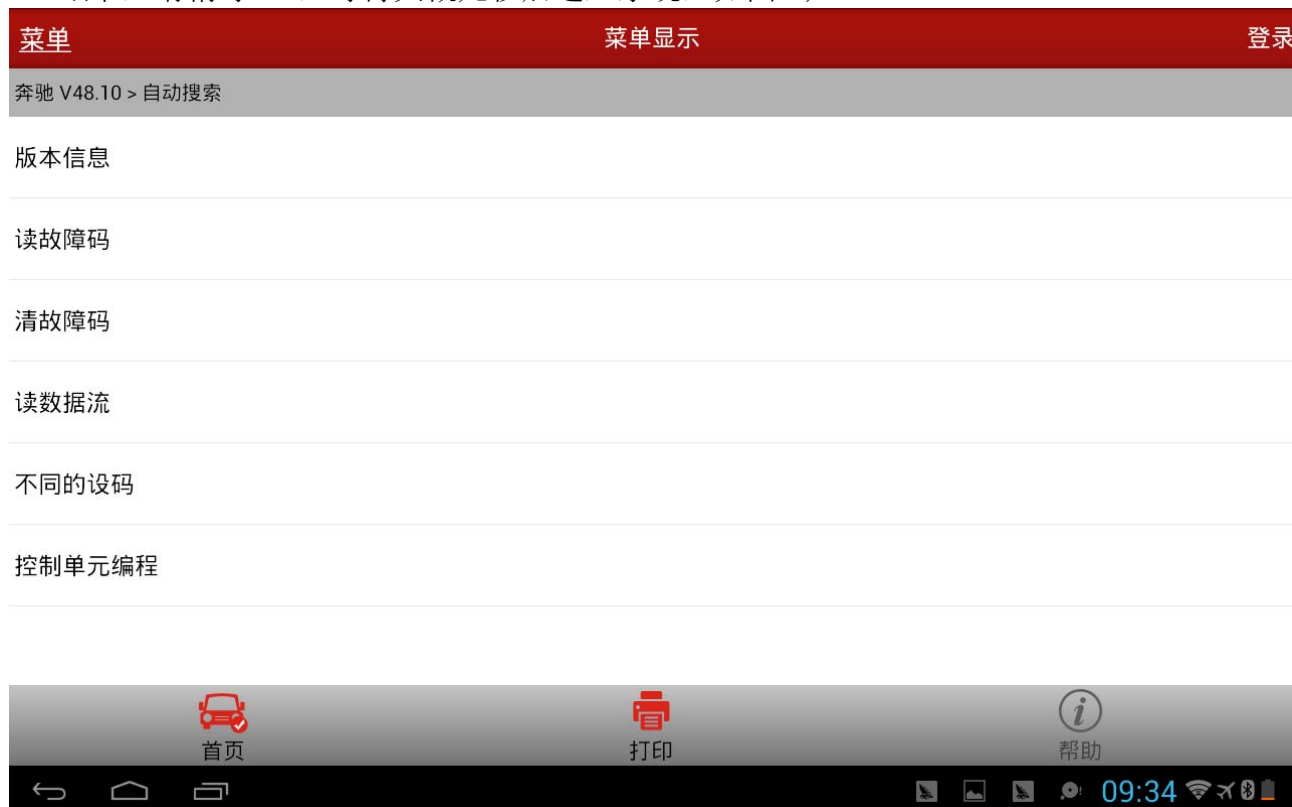 菜单 菜单显示 登录
奔驰 V48.10 > 自动搜索
版本信息
读故障码
清故障码
读数据流
不同的设码
控制单元编程
首页 打印 帮助
09:34